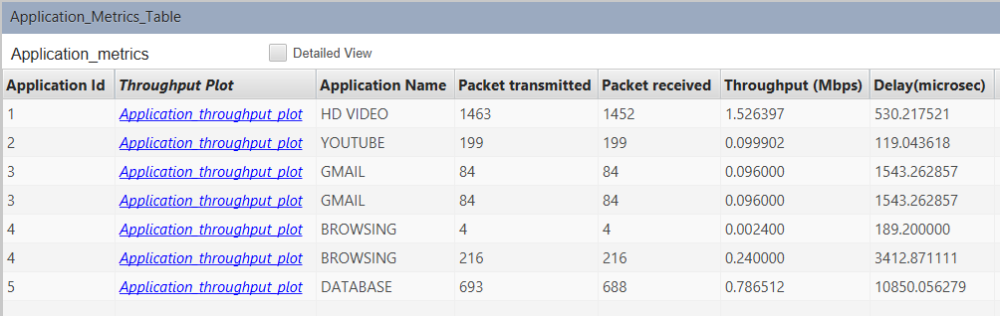 Application_Metrics_Table
Application_metrics Detailed View
Application Id Throughput Plot Application Name Packet transmitted Packet received Throughput (Mbps) Delay(microsec)
1 Application_throughput_plot HD VIDEO 1463 1452 1.526397 530.217521
2 Application_throughput_plot YOUTUBE 199 199 0.099902 119.043618
3 Application_throughput_plot GMAIL 84 84 0.096000 1543.262857
3 Application_throughput_plot GMAIL 84 84 0.096000 1543.262857
4 Application_throughput_plot BROWSING 4 4 0.002400 189.200000
4 Application_throughput_plot BROWSING 216 216 0.240000 3412.871111
5 Application_throughput_plot DATABASE 693 688 0.786512 10850.056279